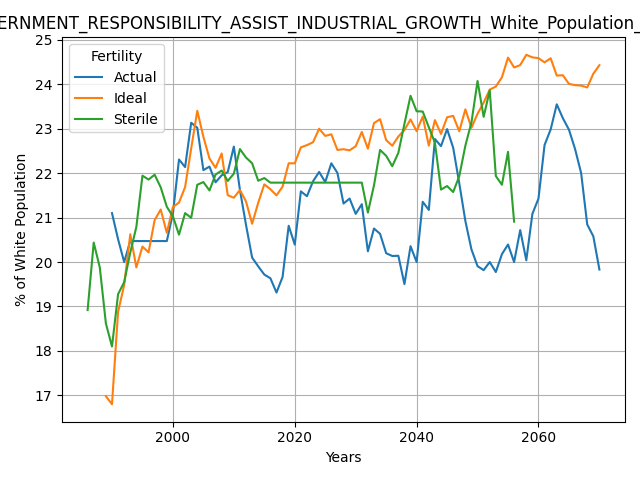 ERNMENT_RESPONSIBILITY_ASSIST_INDUSTRIAL_GROWTH_White_Population_
Fertility
Actual
Ideal
Sterile
% of White Population
25
24
23
22
21
20
19
18
17
2000
2020
2040
2060
Years